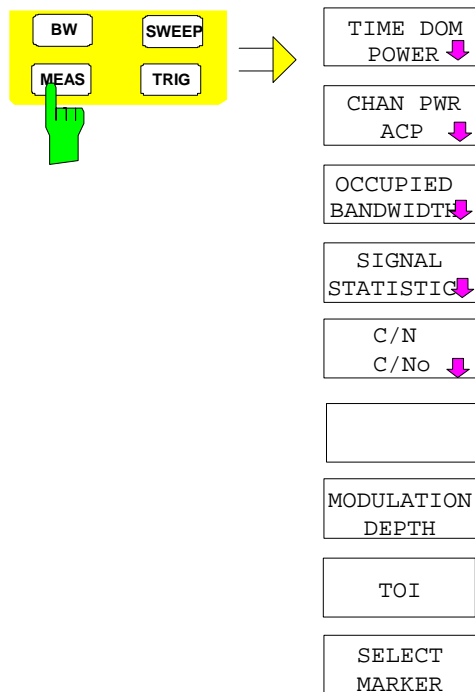 BW
SWEEP
MEAS
TRIG
TIME DOM
POWER
CHAN PWR
ACP
OCCUPIED
BANDWIDTH
SIGNAL
STATISTIC
C/N
C/No
MODULATION
DEPTH
TOI
SELECT
MARKER